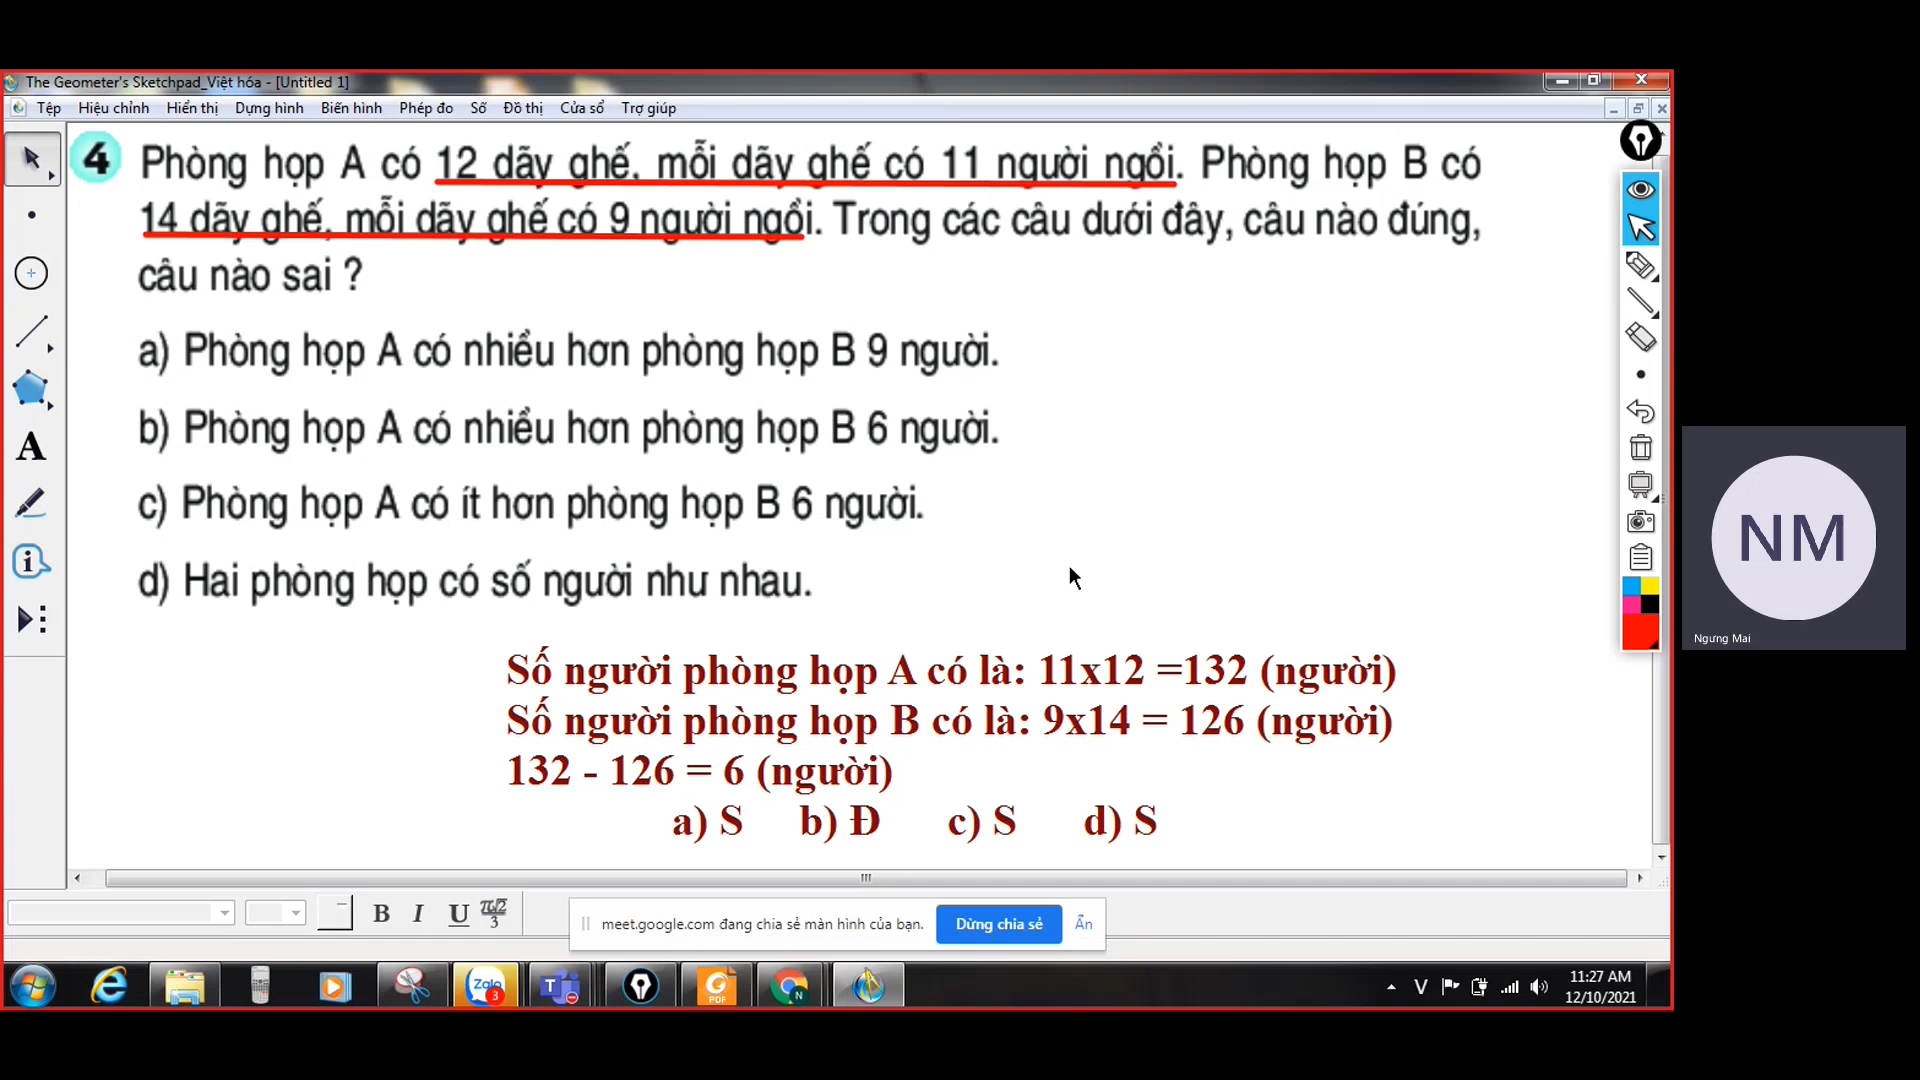 The Geometer's Sketchpad_Việt hóa - [Untitled 1]
Tệp Hiệu chỉnh Hiển thị Dựng hình Biến hình Phép đo Số Đồ thị Cửa sổ Trợ giúp
4 Phòng họp A có 12 dãy ghế, mỗi dãy ghế có 11 người ngồi. Phòng họp B có
14 dãy ghế, mỗi dãy ghế có 9 người ngồi. Trong các câu dưới đây, câu nào đúng,
câu nào sai ?
a) Phòng họp A có nhiều hơn phòng họp B 9 người.
b) Phòng họp A có nhiều hơn phòng họp B 6 người.
c) Phòng họp A có ít hơn phòng họp B 6 người.
d) Hai phòng họp có số người như nhau.
Số người phòng họp A có là: 11x12 =132 (người)
Số người phòng họp B có là: 9x14 = 126 (người)
132 - 126 = 6 (người)
a) S b) Đ c) S d) S
A
NM
Ngưng Mai
B I U π√2/3
meet.google.com đang chia sẻ màn hình của bạn. Dừng chia sẻ Ẩn
Zalo 3
T
PDF
N
V
11:27 AM
12/10/2021